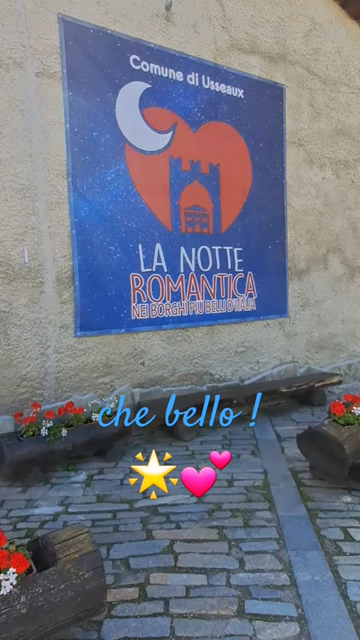 Comune di Usseaux
LA NOTTE
ROMANTICA
NEI BORGHI PIÙ BELLI D'ITALIA
che bello !